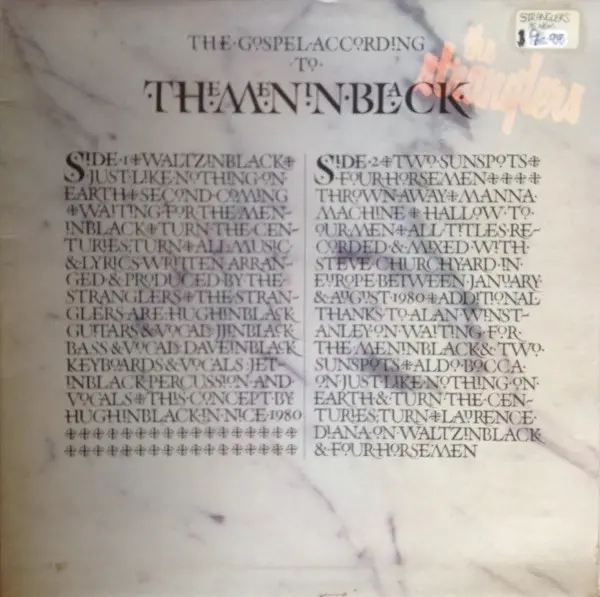 STRANGLERS
the
stranglers
THE·GOSPEL·ACCORDING
·TO·
·THEMENINBLACK·
SIDE·1✢WALTZINBLACK✢
JUST·LIKE·NOTHING·ON·
EARTH✢SECOND·COMING
✢WAITING·FOR·THE·MEN-
INBLACK✢TURN·THE·CEN-
TURIES,TURN✢ALL·MUSIC
&LYRICS·WRITTEN·ARRAN-
GED&PRODUCED·BY·THE·
STRANGLERS✢THE·STRAN-
GLERS·ARE·HUGHINBLACK
GUITARS&VOCAL·JJINBLACK
BASS&VOCAL·DAVEINBLACK
KEYBOARDS&VOCALS·JET-
INBLACK·PERCUSSION·AND
VOCALS✢THIS·CONCEPT·BY
HUGHINBLACK·IN·NICE·1980
SIDE·2✢TWO·SUNSPOTS✢
✢FOUR·HORSEMEN✢✢✢✢
THROWN·AWAY✢MANNA·
MACHINE✢HALLOW·TO·
OUR·MEN✢ALL·TITLES·RE-
CORDED&MIXED·WITH·
STEVE·CHURCHYARD·IN·
EUROPE·BETWEEN·JANUARY·
&AUGUST·1980✢ADDITIONAL
THANKS·TO·ALAN·WINST-
ANLEY·ON·WAITING·FOR·
THE·MENINBLACK&TWO·
SUNSPOTS✢ALDO·BOCCA·
ON·JUST·LIKE·NOTHING·ON·
EARTH&TURN·THE·CEN-
TURIES,TURN✢LAURENCE·
DIANA·ON·WALTZINBLACK
&FOUR·HORSEMEN